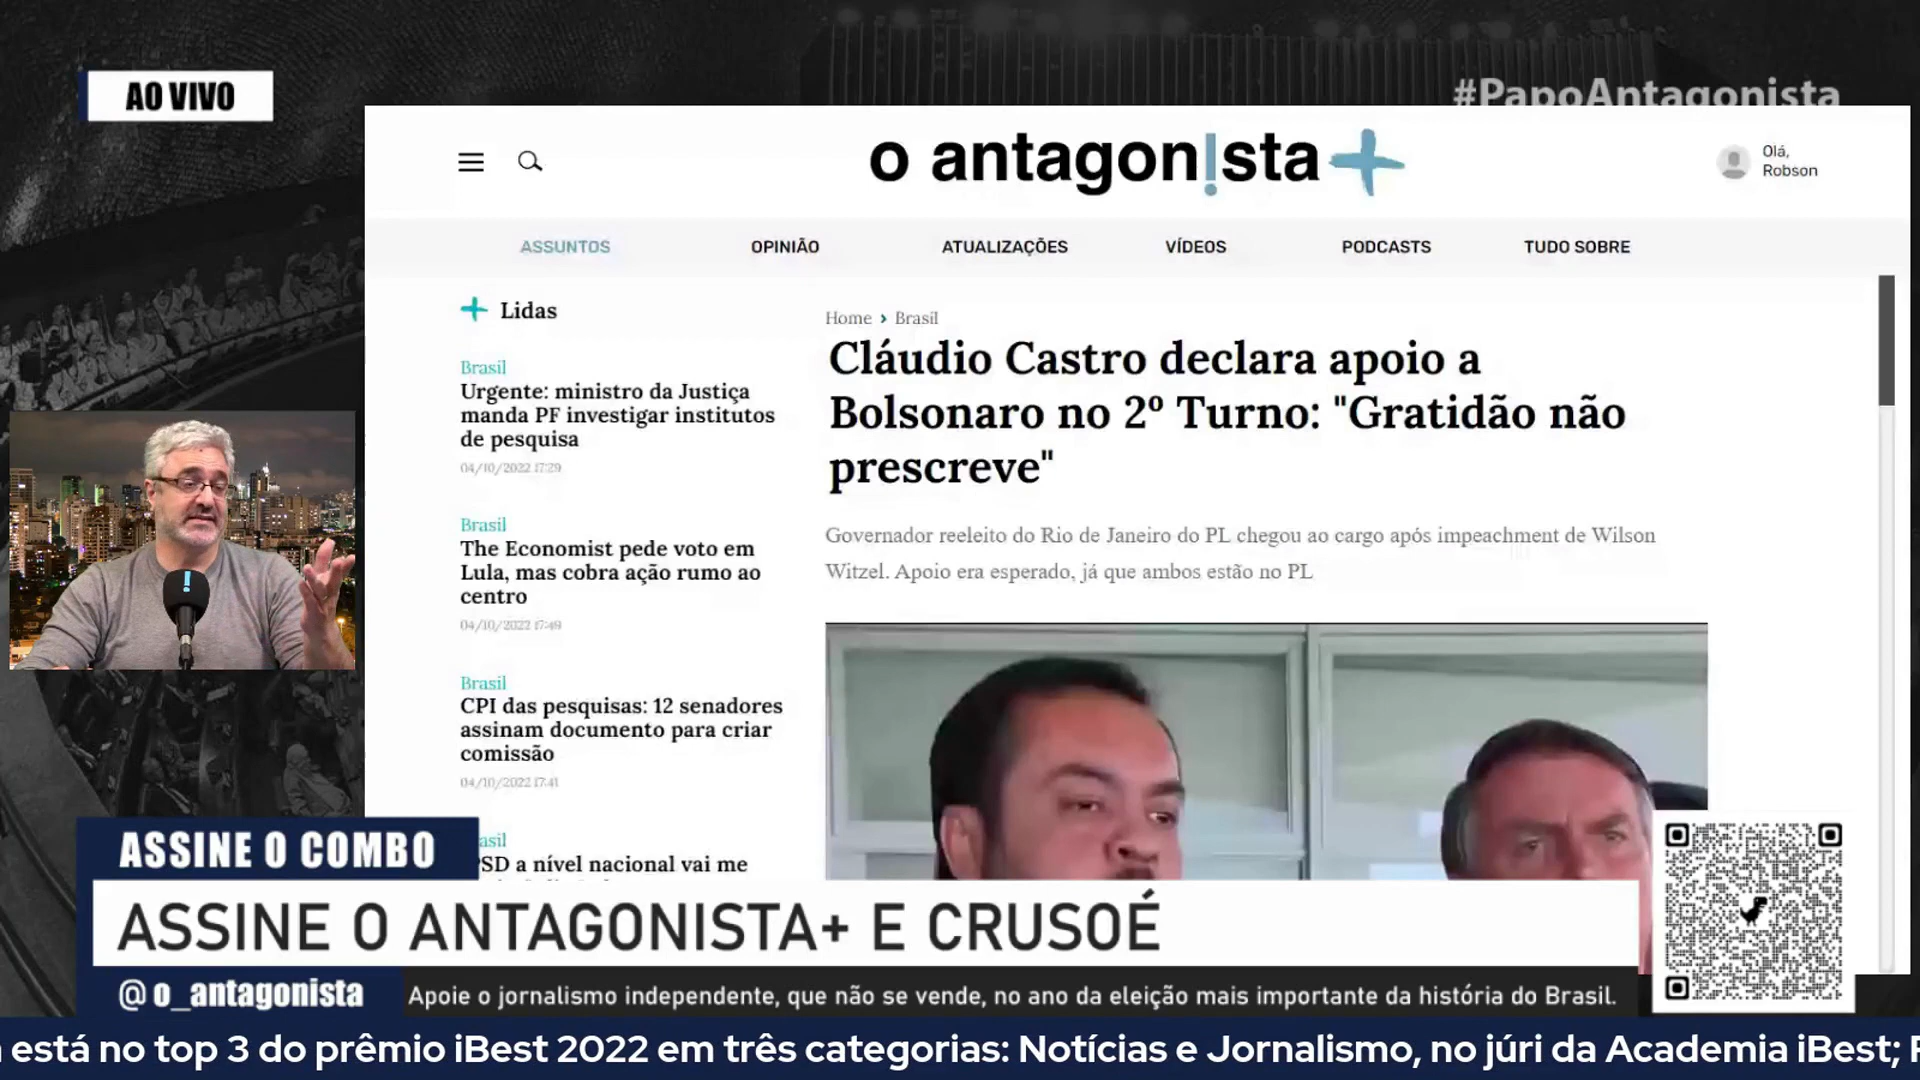 AO VIVO
#PapoAntagonista
o antagon!sta+
Olá,
Robson
ASSUNTOS OPINIÃO ATUALIZAÇÕES VÍDEOS PODCASTS TUDO SOBRE
+ Lidas
Brasil
Urgente: ministro da Justiça
manda PF investigar institutos
de pesquisa
04/10/2022 17:29
Brasil
The Economist pede voto em
Lula, mas cobra ação rumo ao
centro
04/10/2022 17:49
Brasil
CPI das pesquisas: 12 senadores
assinam documento para criar
comissão
04/10/2022 17:41
asil
PSD a nível nacional vai me
Home › Brasil
Cláudio Castro declara apoio a
Bolsonaro no 2º Turno: "Gratidão não
prescreve"
Governador reeleito do Rio de Janeiro do PL chegou ao cargo após impeachment de Wilson
Witzel. Apoio era esperado, já que ambos estão no PL
ASSINE O COMBO
ASSINE O ANTAGONISTA+ E CRUSOÉ
@o_antagonista
Apoie o jornalismo independente, que não se vende, no ano da eleição mais importante da história do Brasil.
está no top 3 do prêmio iBest 2022 em três categorias: Notícias e Jornalismo, no júri da Academia iBest;